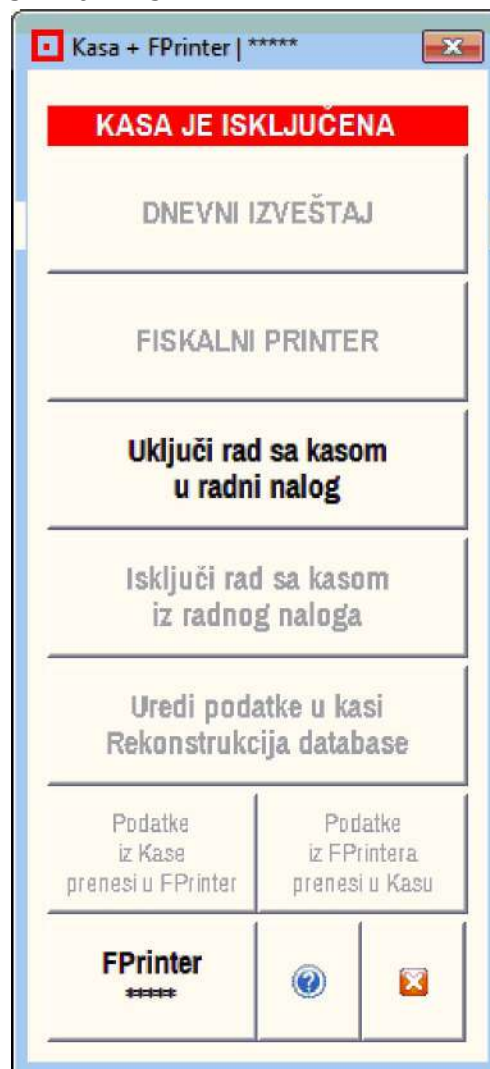 Kasa + FPrinter | *****
KASA JE ISKLJUČENA
DNEVNI IZVEŠTAJ
FISKALNI PRINTER
Uključi rad sa kasom
u radni nalog
Isključi rad sa kasom
iz radnog naloga
Uredi podatke u kasi
Rekonstrukcija database
Podatke
iz Kase
prenesi u FPrinter
Podatke
iz FPrintera
prenesi u Kasu
FPrinter
*****